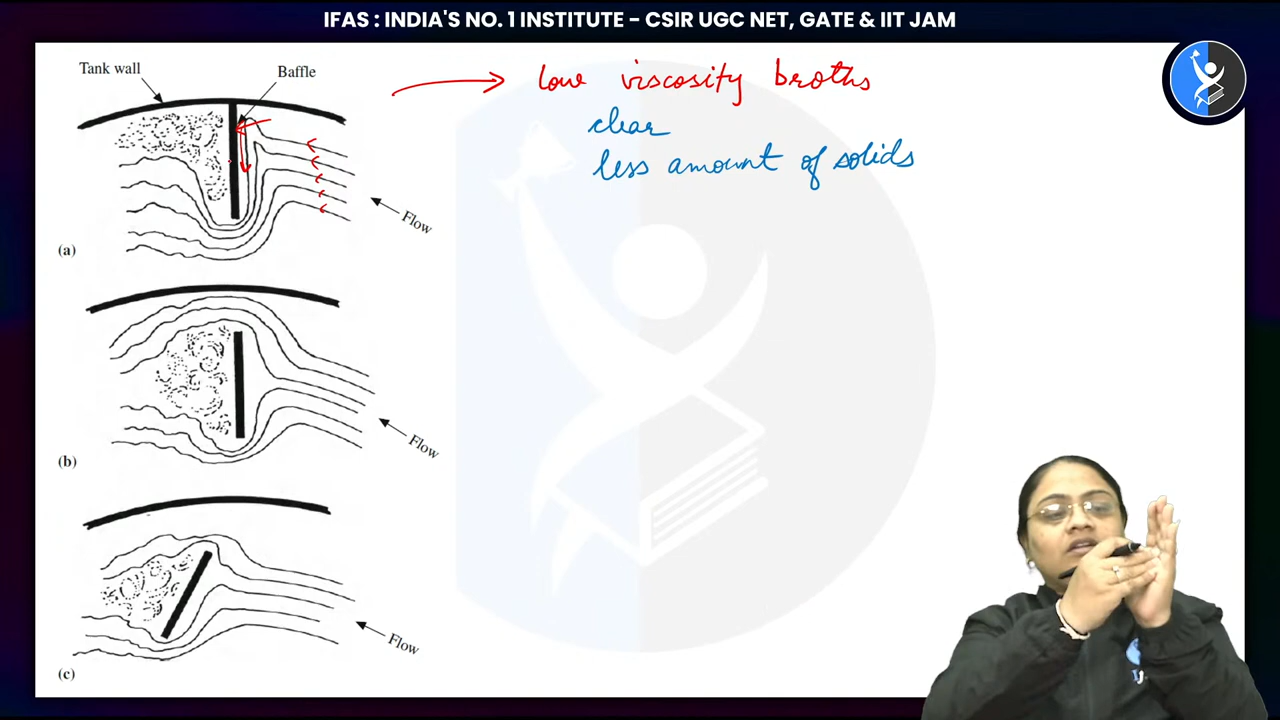 IFAS : INDIA'S NO. 1 INSTITUTE - CSIR UGC NET, GATE & IIT JAM
Tank wall
Baffle
low viscosity broths
clear
less amount of solids
Flow
(a)
Flow
(b)
Flow
(c)